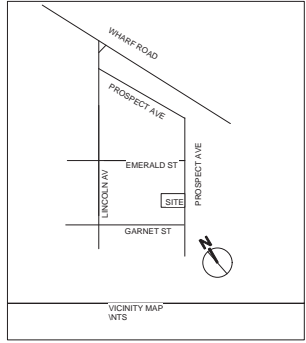 WHARF ROAD
PROSPECT AVE
EMERALD ST
LINCOLN AV
PROSPECT AVE
SITE
GARNET ST
N
VICINITY MAP
\NTS